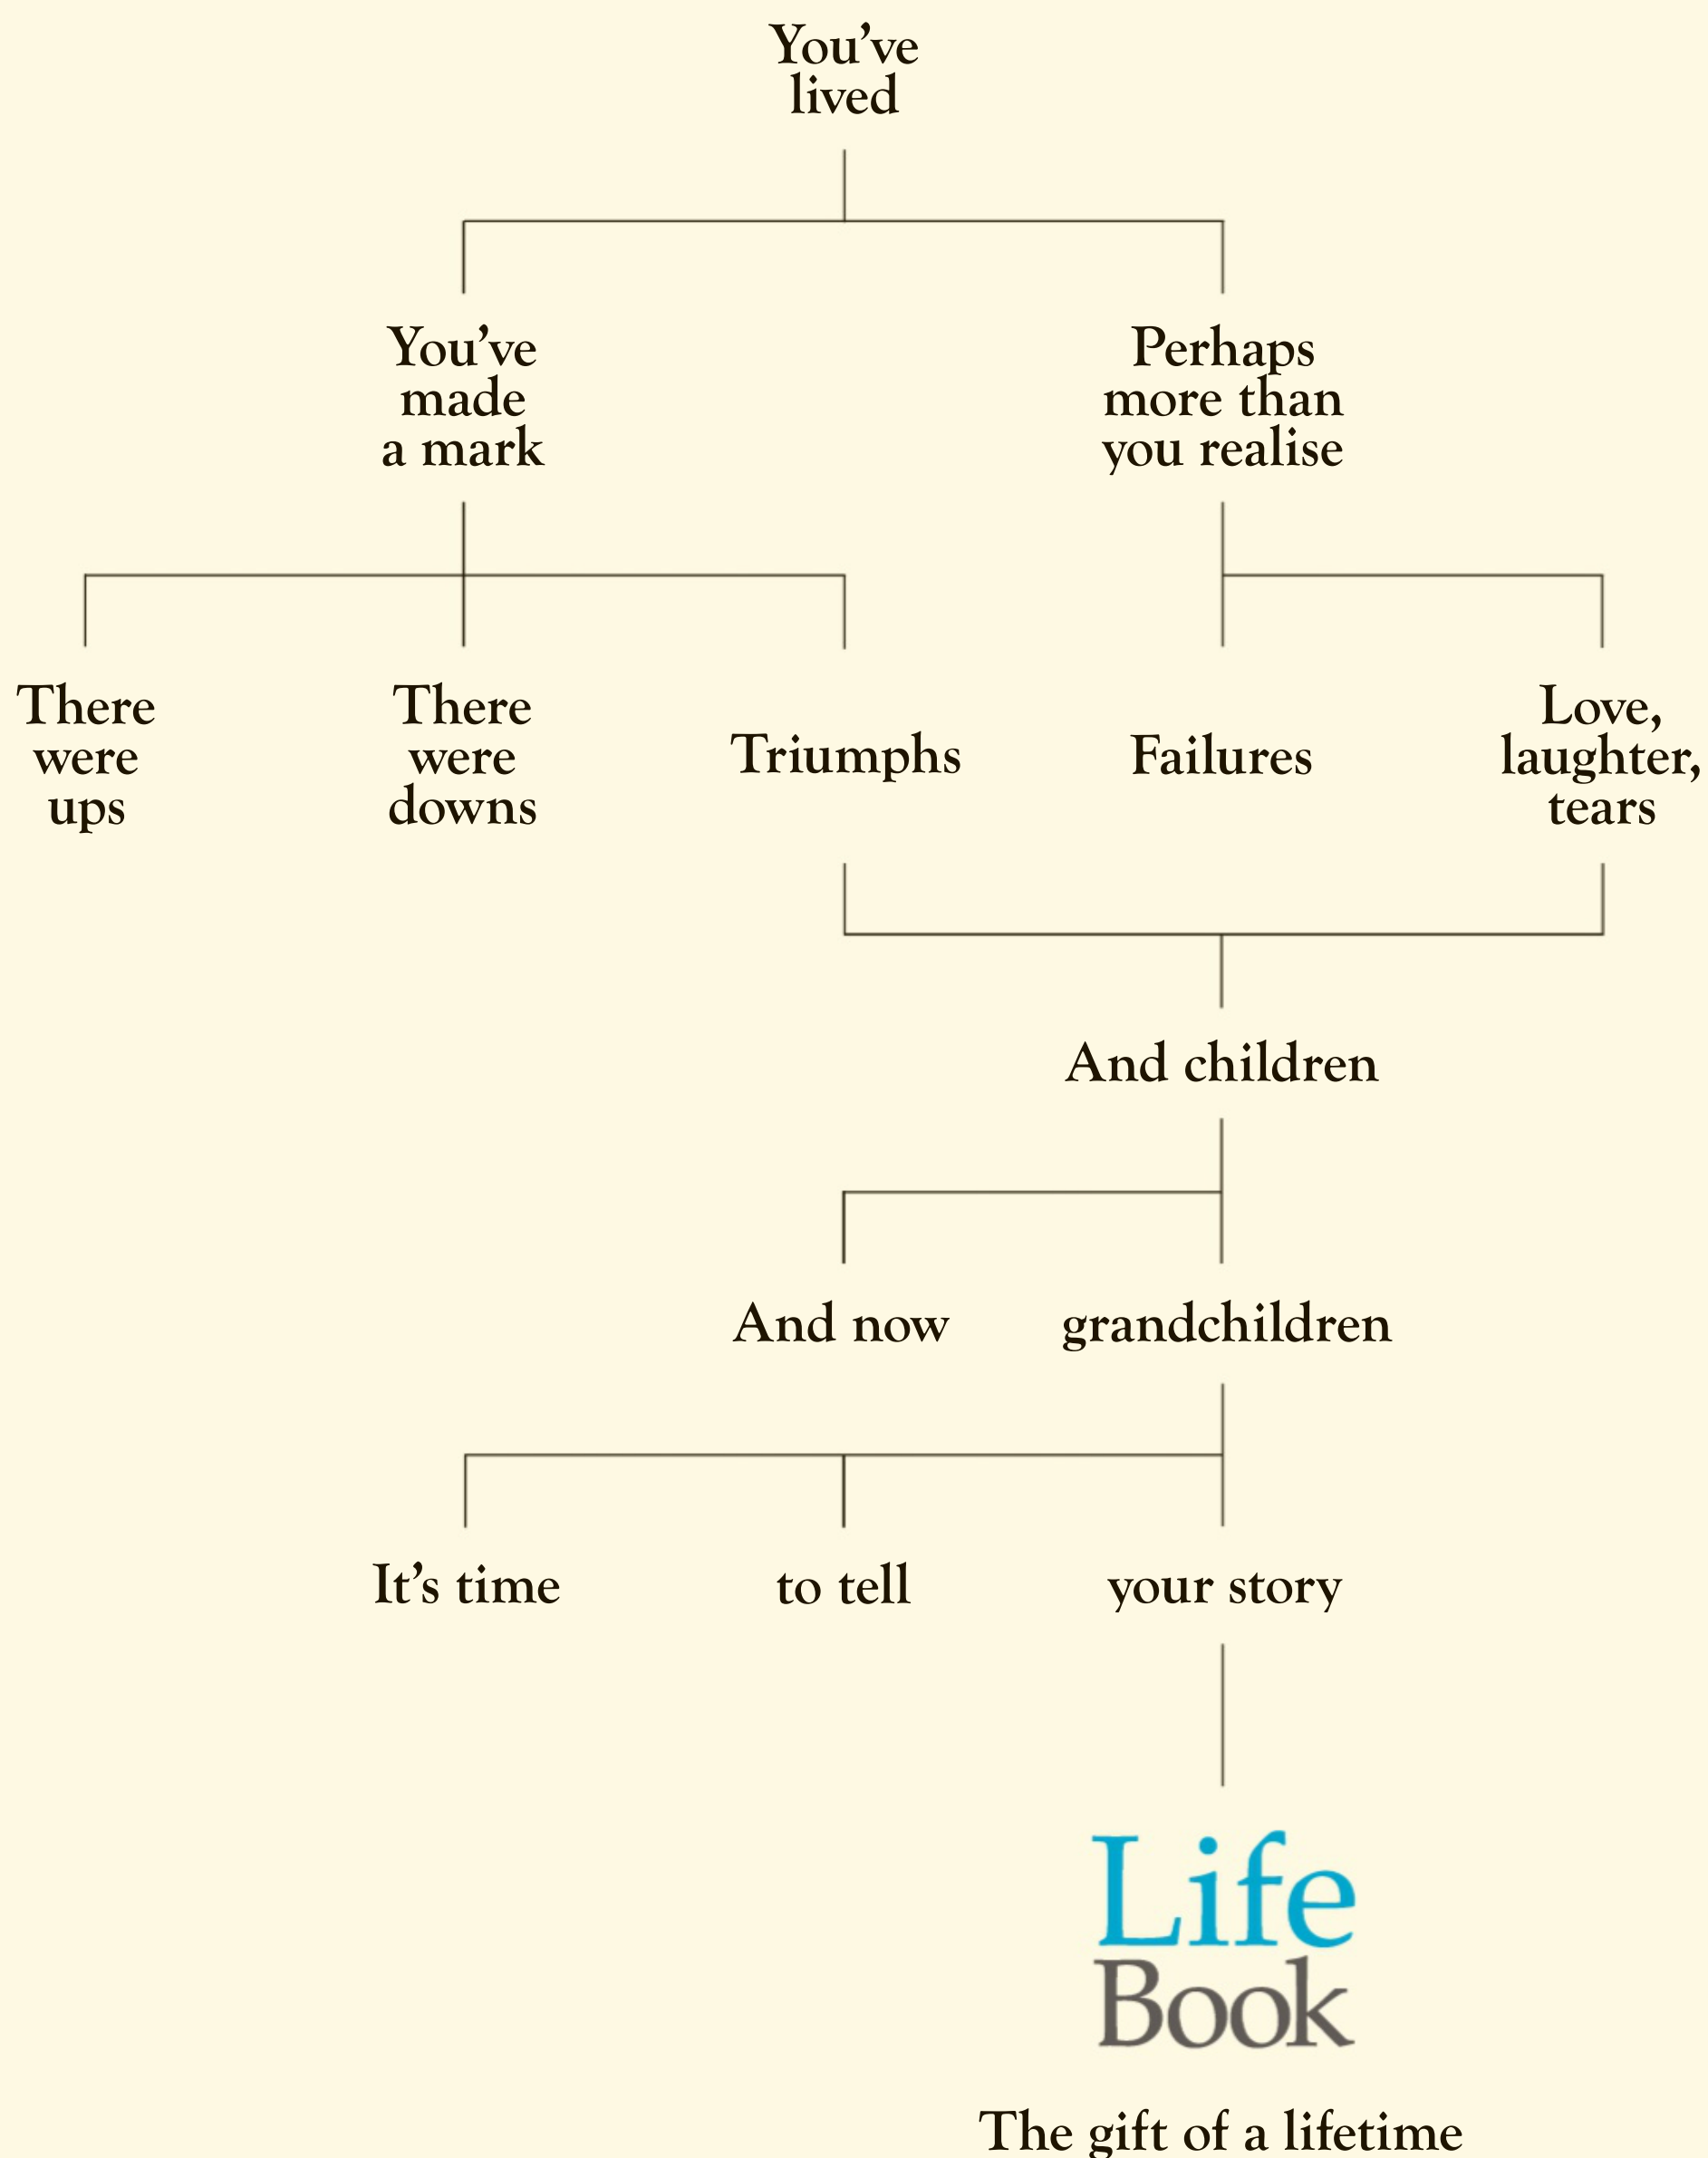 You've
lived
You've
made
a mark
Perhaps
more than
you realise
There
were
ups
There
were
downs
Triumphs
Failures
Love,
laughter,
tears
And children
And now
grandchildren
It's time
to tell
your story
Life
Book
The gift of a lifetime